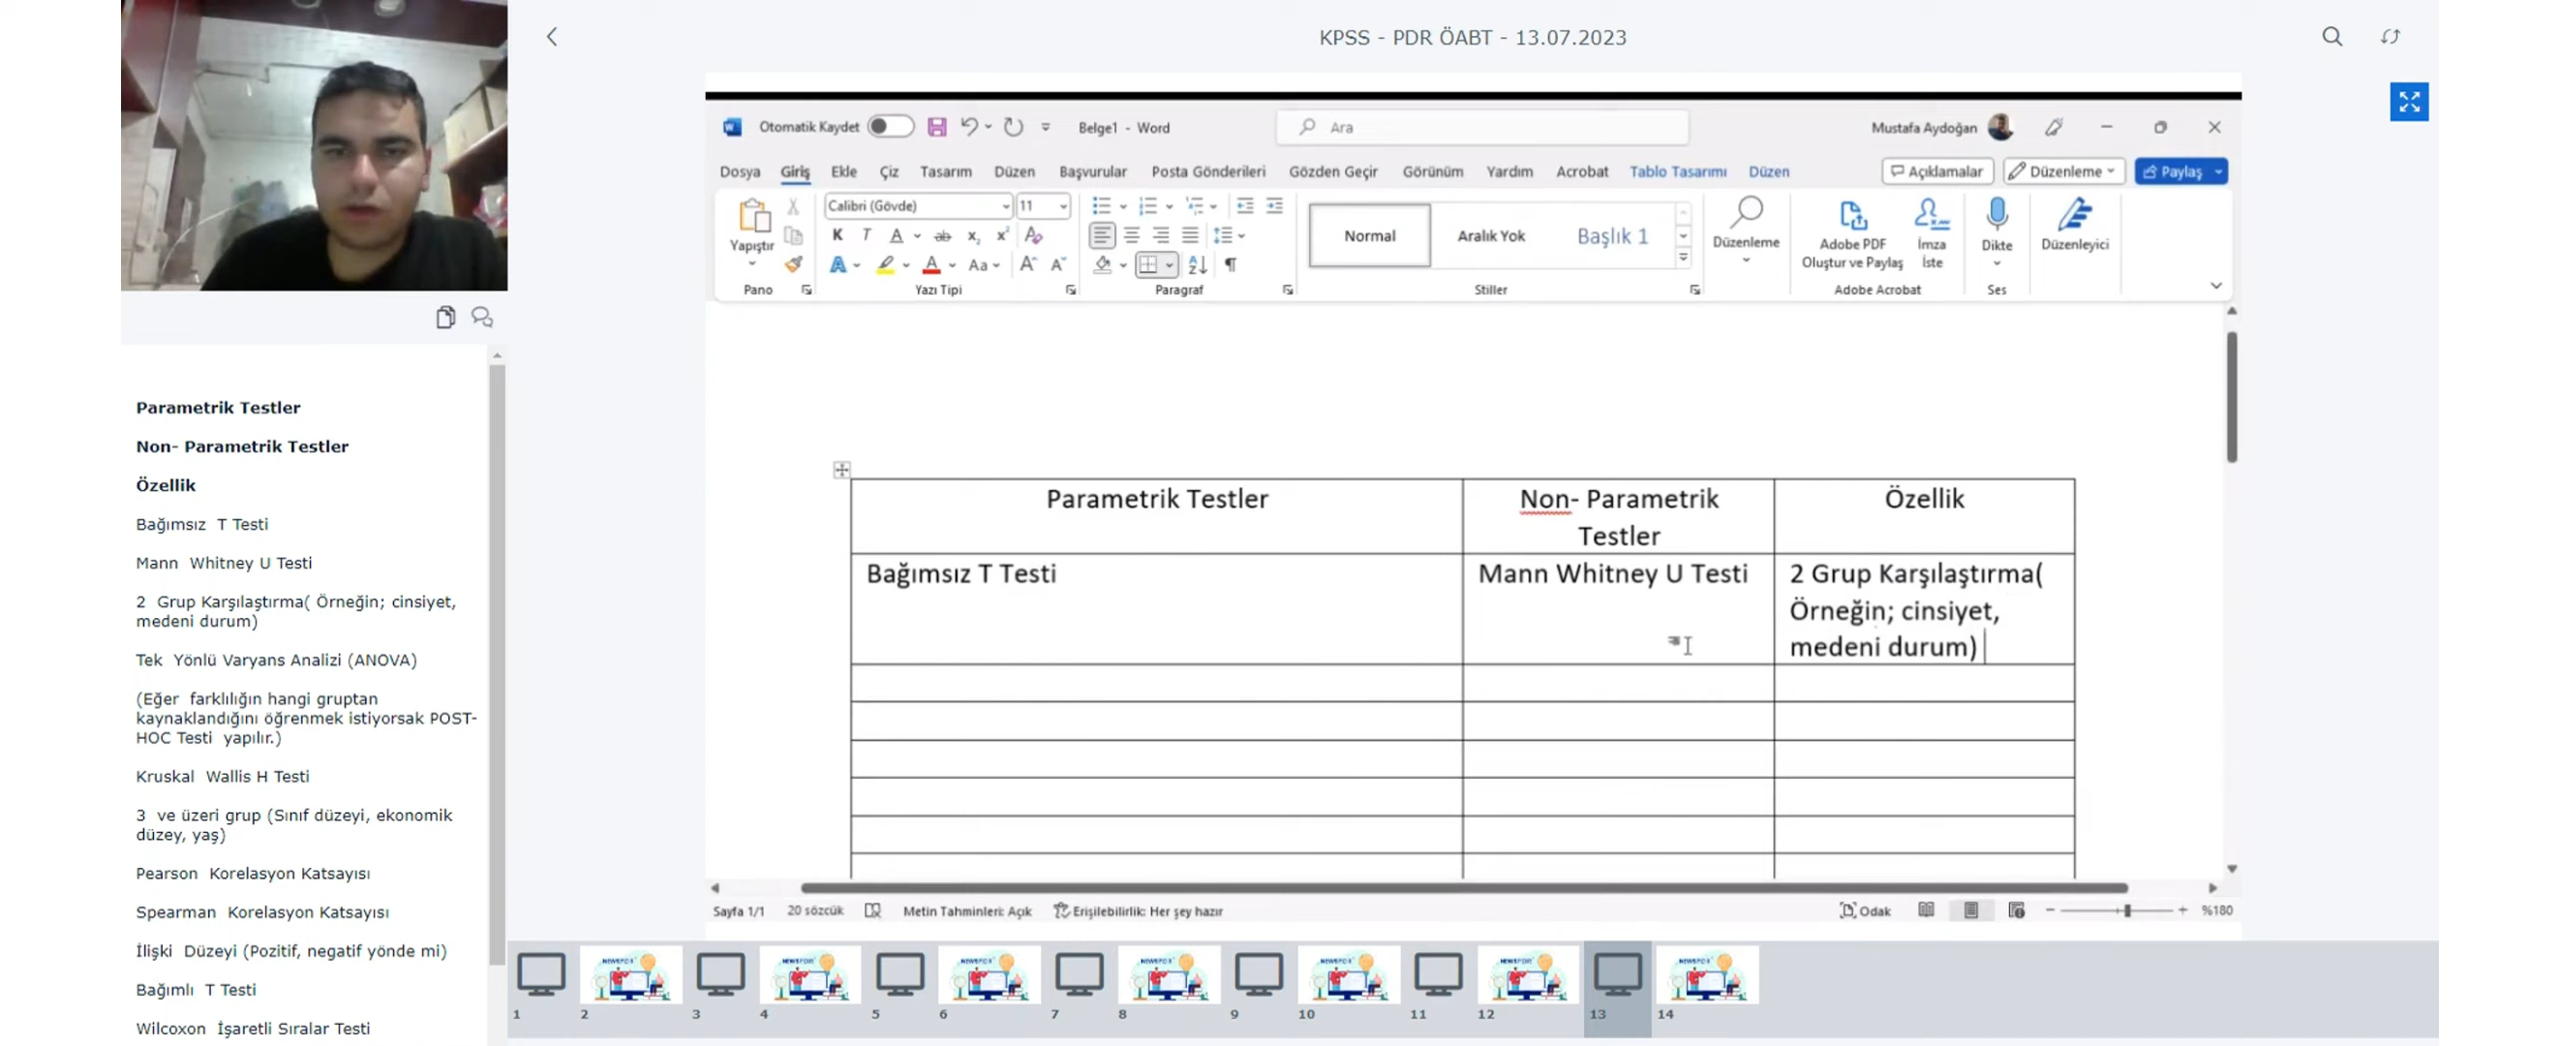 KPSS - PDR ÖABT - 13.07.2023
Otomatik Kaydet
Belge1 - Word
Ara
Mustafa Aydoğan
Dosya Giriş Ekle Çiz Tasarım Düzen Başvurular Posta Gönderileri Gözden Geçir Görünüm Yardım Acrobat Tablo Tasarımı Düzen
Açıklamalar Düzenleme Paylaş
Yapıştır
Calibri (Gövde) 11
K T A ab x₂ x²
A A A Aa A A
Normal Aralık Yok Başlık 1
Düzenleme
Adobe PDF
Oluştur ve Paylaş
İmza
İste
Dikte
Düzenleyici
Pano Yazı Tipi Paragraf Stiller Adobe Acrobat Ses
Parametrik Testler
Non- Parametrik
Testler
Özellik
Bağımsız T Testi
Mann Whitney U Testi
2 Grup Karşılaştırma(
Örneğin; cinsiyet,
medeni durum)
Sayfa 1/1 20 sözcük Metin Tahminleri: Açık Erişilebilirlik: Her şey hazır Odak %180
Parametrik Testler
Non- Parametrik Testler
Özellik
Bağımsız T Testi
Mann Whitney U Testi
2 Grup Karşılaştırma( Örneğin; cinsiyet,
medeni durum)
Tek Yönlü Varyans Analizi (ANOVA)
(Eğer farklılığın hangi gruptan
kaynaklandığını öğrenmek istiyorsak POST-
HOC Testi yapılır.)
Kruskal Wallis H Testi
3 ve üzeri grup (Sınıf düzeyi, ekonomik
düzey, yaş)
Pearson Korelasyon Katsayısı
Spearman Korelasyon Katsayısı
İlişki Düzeyi (Pozitif, negatif yönde mi)
Bağımlı T Testi
Wilcoxon İşaretli Sıralar Testi
1 2 3 4 5 6 7 8 9 10 11 12 13 14